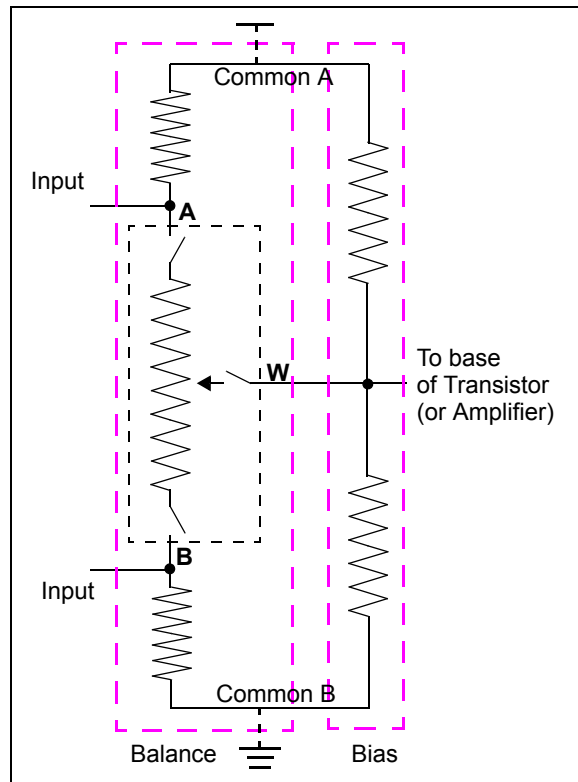 Common A
Input
A
W
To base
of Transistor
(or Amplifier)
B
Input
Common B
Balance
Bias